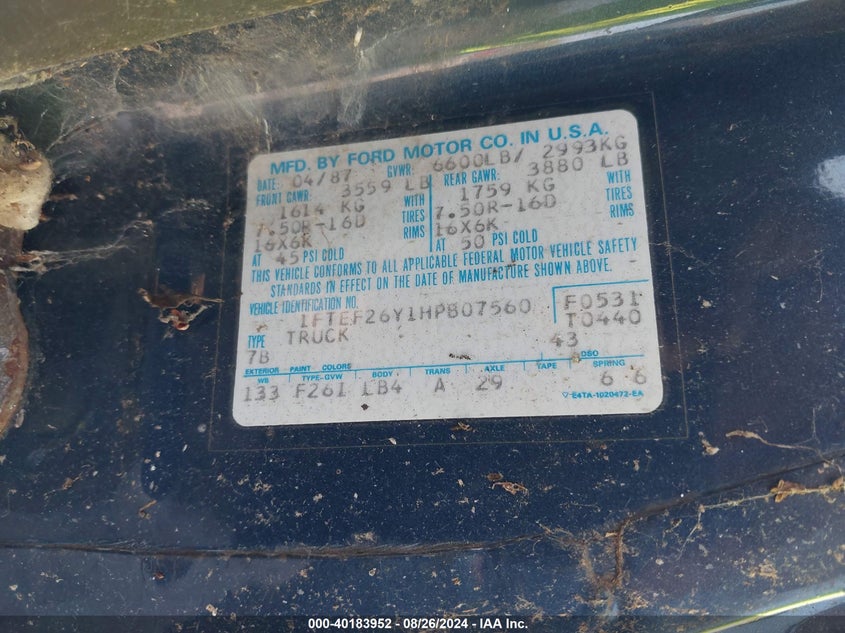 MFD. BY FORD MOTOR CO. IN U.S.A.
DATE: 04/87 GVWR: 6600LB/ 2993KG
FRONT GAWR: 3559 LB REAR GAWR: 3880 LB
1614 KG WITH 1759 KG WITH
7.50R-16D TIRES 7.50R-16D TIRES
16X6K RIMS 16X6K RIMS
AT 45 PSI COLD AT 50 PSI COLD
THIS VEHICLE CONFORMS TO ALL APPLICABLE FEDERAL MOTOR VEHICLE SAFETY
STANDARDS IN EFFECT ON THE DATE OF MANUFACTURE SHOWN ABOVE.
VEHICLE IDENTIFICATION NO. F0531
1FTEF26Y1HPB07560 T0440
TYPE TRUCK 43
7B DSO
EXTERIOR PAINT COLORS
WB TYPE-GVW BODY TRANS AXLE TAPE SPRING
133 F261 LB4 A 29 6 6
E4TA-1020472-EA
000-40183952 - 08/26/2024 - IAA Inc.